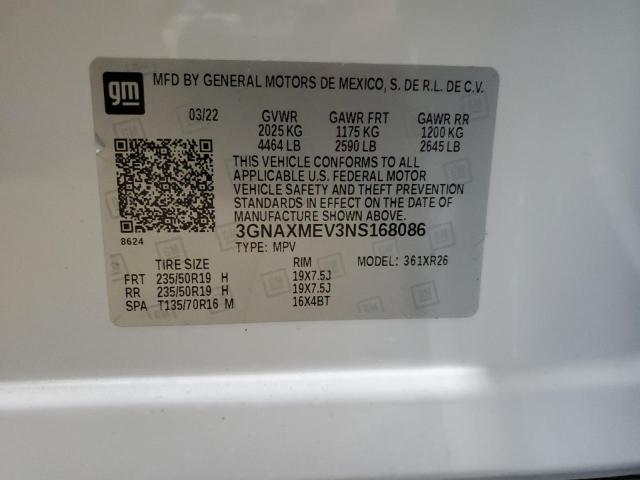 gm MFD BY GENERAL MOTORS DE MEXICO, S. DE R.L. DE C.V.
03/22 GVWR GAWR FRT GAWR RR
2025 KG 1175 KG 1200 KG
4464 LB 2590 LB 2645 LB
THIS VEHICLE CONFORMS TO ALL
APPLICABLE U.S. FEDERAL MOTOR
VEHICLE SAFETY AND THEFT PREVENTION
STANDARDS IN EFFECT ON THE DATE OF
MANUFACTURE SHOWN ABOVE.
8624 3GNAXMEV3NS168086
TYPE: MPV
TIRE SIZE RIM MODEL: 361XR26
FRT 235/50R19 H 19X7.5J
RR 235/50R19 H 19X7.5J
SPA T135/70R16 M 16X4BT